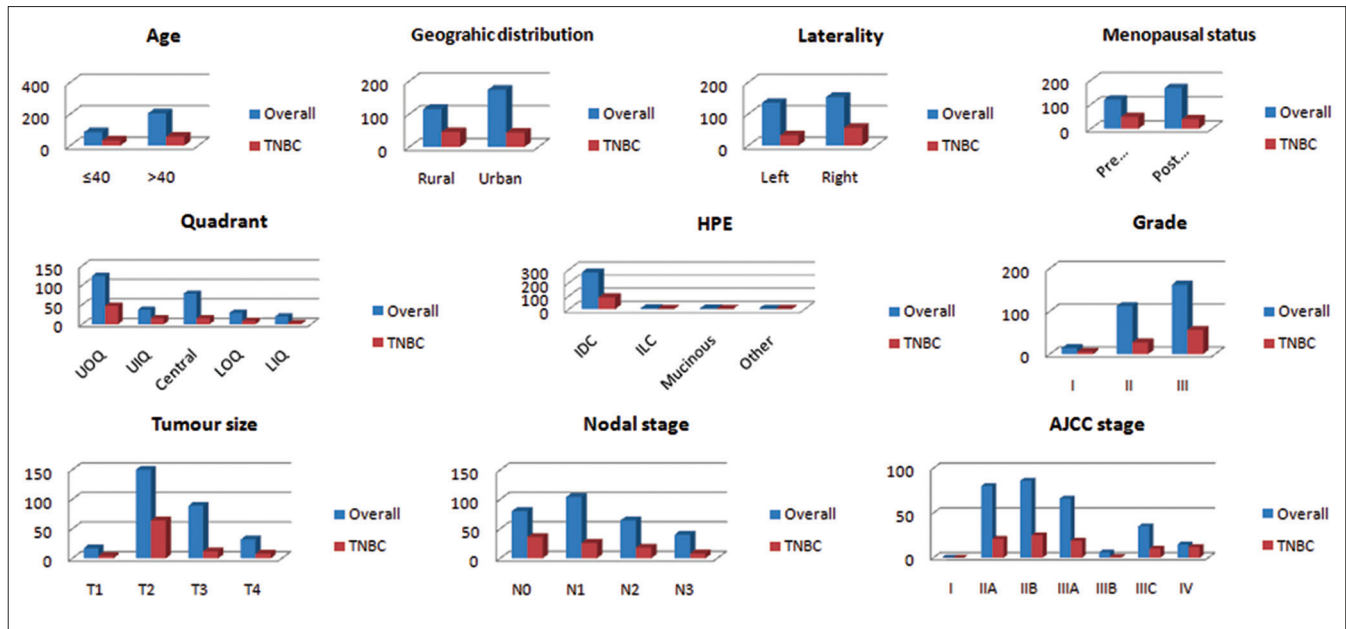 Age
400
200
0
≤40 >40
Overall
TNBC
Geograhic distribution
200
100
0
Rural Urban
Overall
TNBC
Laterality
200
100
0
Left Right
Overall
TNBC
Menopausal status
200
100
0
Pre... Post...
Overall
TNBC
Quadrant
150
100
50
0
UOQ UIQ Central LOQ LIQ
Overall
TNBC
HPE
300
200
100
0
IDC ILC Mucinous Other
Overall
TNBC
Grade
200
100
0
I II III
Overall
TNBC
Tumour size
150
100
50
0
T1 T2 T3 T4
Overall
TNBC
Nodal stage
150
100
50
0
N0 N1 N2 N3
Overall
TNBC
AJCC stage
100
50
0
I IIA IIB IIIA IIIB IIIC IV
Overall
TNBC